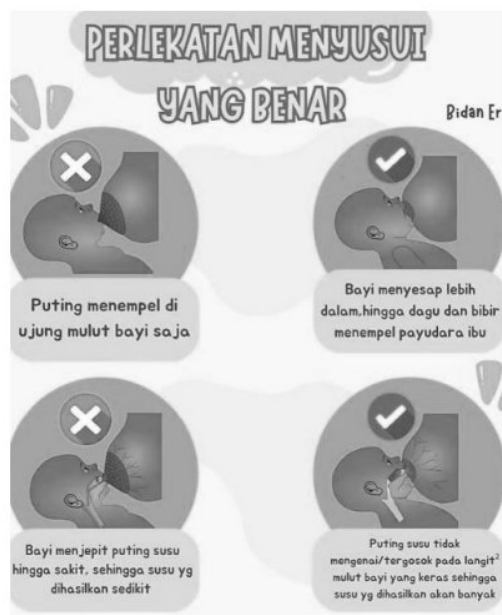 PERLEKATAN MENYUSUI
YANG BENAR
Bidan Er
Puting menempel di
ujung mulut bayi saja
Bayi menyesap lebih
dalam,hingga dagu dan bibir
menempel payudara ibu
Bayi menjepit puting susu
hingga sakit, sehingga susu yg
dihasilkan sedikit
Puting susu tidak
mengenai/tergosok pada langit²
mulut bayi yang keras sehingga
susu yg dihasilkan akan banyak